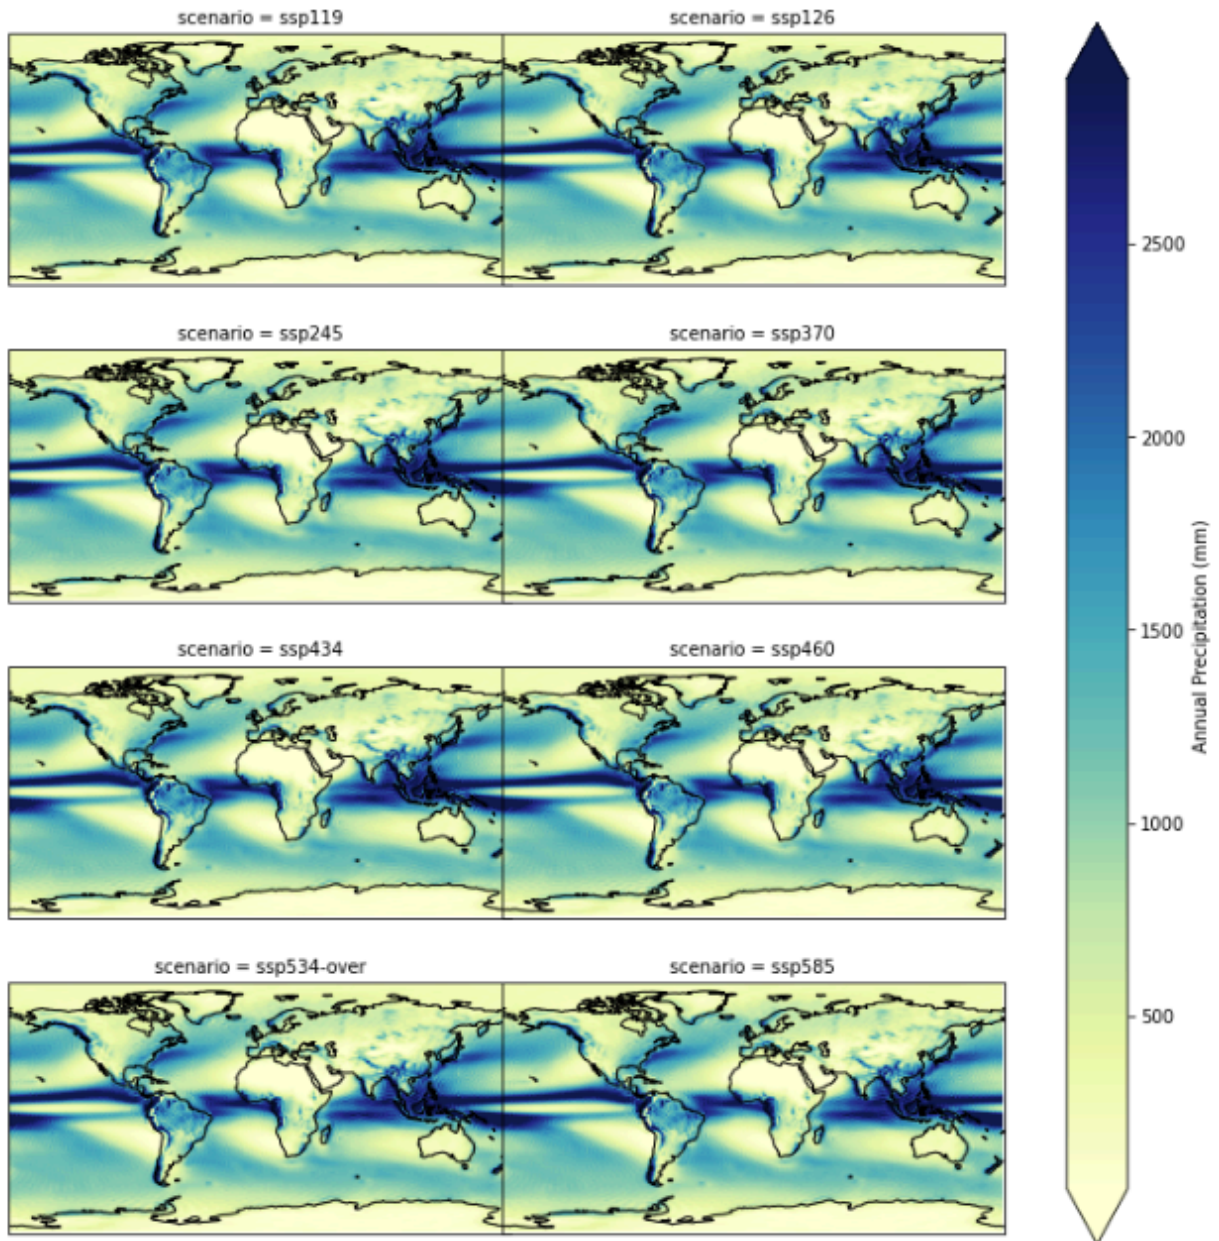 scenario = ssp119
scenario = ssp126
scenario = ssp245
scenario = ssp370
scenario = ssp434
scenario = ssp460
scenario = ssp534-over
scenario = ssp585
2500
2000
1500
1000
500
Annual Precipitation (mm)